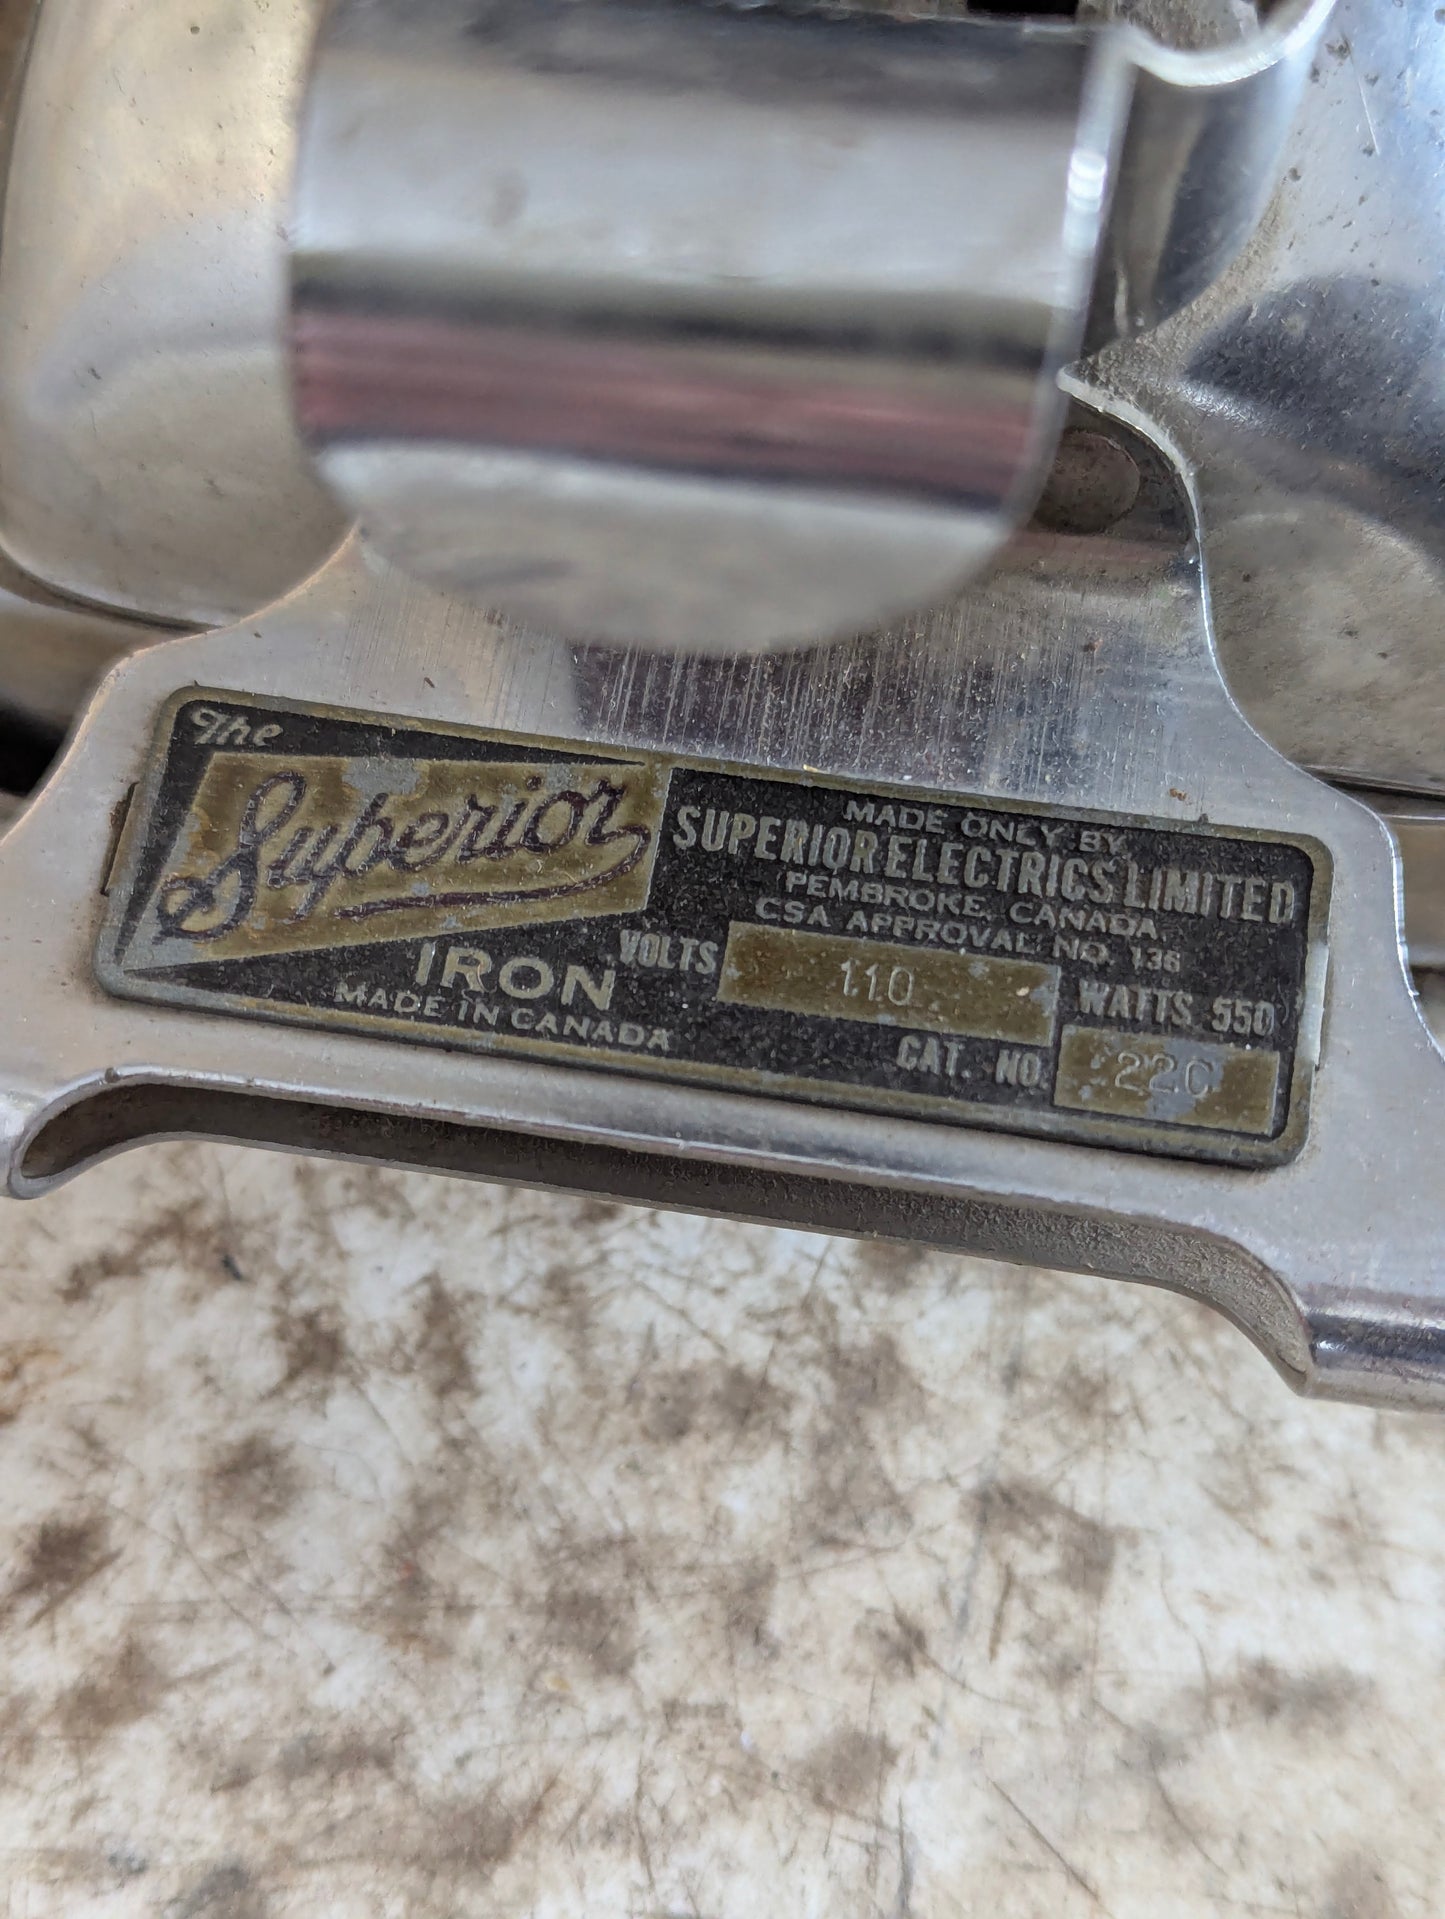 The
Superior
IRON
MADE IN CANADA
MADE ONLY BY
SUPERIOR ELECTRICS LIMITED
PEMBROKE, CANADA,
CSA APPROVAL NO. 136
VOLTS 110 WATTS 550
CAT. NO. 22C